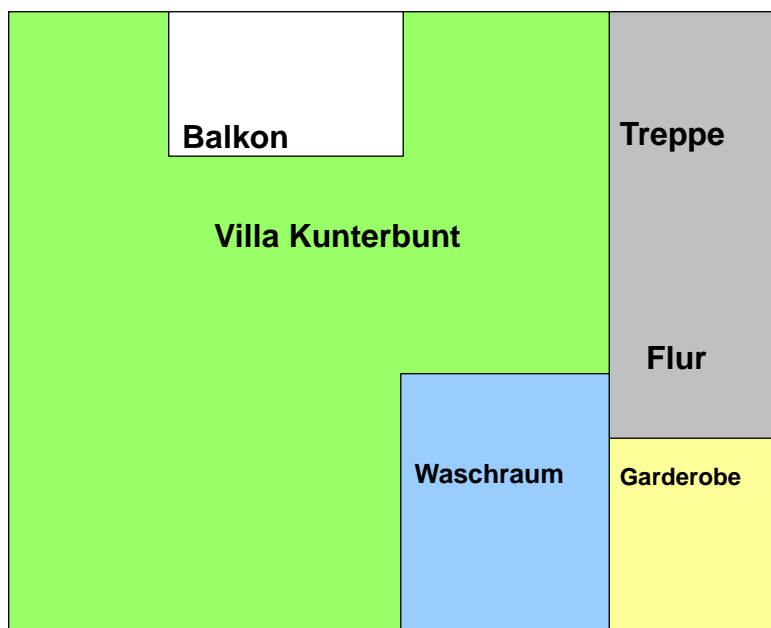 Balkon
Treppe
Villa Kunterbunt
Flur
Waschraum
Garderobe